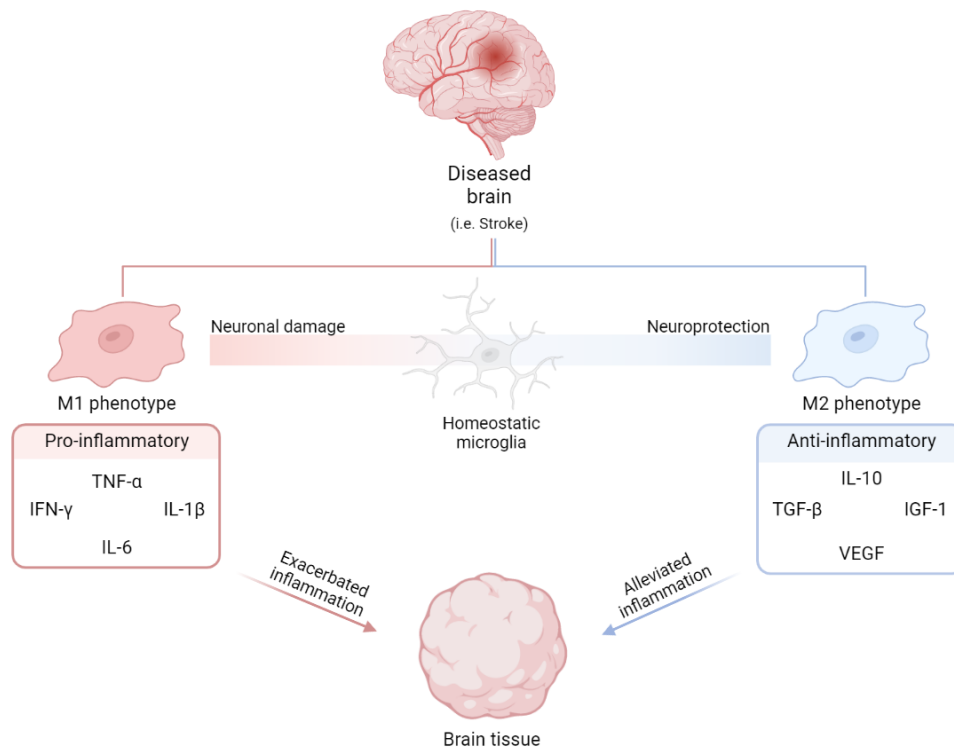 Diseased
brain
(i.e. Stroke)
Neuronal damage
Neuroprotection
M1 phenotype
Homeostatic
microglia
M2 phenotype
Pro-inflammatory
TNF-α
IFN-γ
IL-1β
IL-6
Anti-inflammatory
IL-10
TGF-β
IGF-1
VEGF
Exacerbated
inflammation
Alleviated
inflammation
Brain tissue